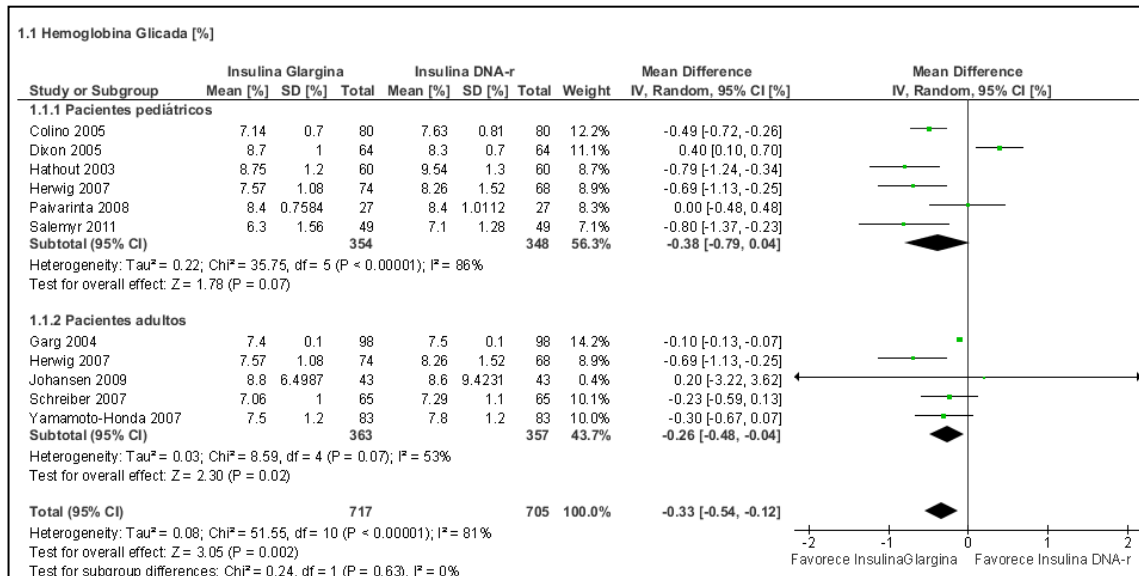 1.1 Hemoglobina Glicada [%]
Insulina Glargina Insulina DNA-r Mean Difference Mean Difference
Study or Subgroup Mean [%] SD [%] Total Mean [%] SD [%] Total Weight IV, Random, 95% CI [%] IV, Random, 95% CI [%]
1.1.1 Pacientes pediátricos
Colino 2005 7.14 0.7 80 7.63 0.81 80 12.2% -0.49 [-0.72, -0.26]
Dixon 2005 8.7 1 64 8.3 0.7 64 11.1% 0.40 [0.10, 0.70]
Hathout 2003 8.75 1.2 60 9.54 1.3 60 8.7% -0.79 [-1.24, -0.34]
Herwig 2007 7.57 1.08 74 8.26 1.52 68 8.9% -0.69 [-1.13, -0.25]
Paivarinta 2008 8.4 0.7584 27 8.4 1.0112 27 8.3% 0.00 [-0.48, 0.48]
Salemyr 2011 6.3 1.56 49 7.1 1.28 49 7.1% -0.80 [-1.37, -0.23]
Subtotal (95% CI) 354 348 56.3% -0.38 [-0.79, 0.04]
Heterogeneity: Tau² = 0.22; Chi² = 35.75, df = 5 (P < 0.00001); I² = 86%
Test for overall effect: Z = 1.78 (P = 0.07)
1.1.2 Pacientes adultos
Garg 2004 7.4 0.1 98 7.5 0.1 98 14.2% -0.10 [-0.13, -0.07]
Herwig 2007 7.57 1.08 74 8.26 1.52 68 8.9% -0.69 [-1.13, -0.25]
Johansen 2009 8.8 6.4987 43 8.6 9.4231 43 0.4% 0.20 [-3.22, 3.62]
Schreiber 2007 7.06 1 65 7.29 1.1 65 10.1% -0.23 [-0.59, 0.13]
Yamamoto-Honda 2007 7.5 1.2 83 7.8 1.2 83 10.0% -0.30 [-0.67, 0.07]
Subtotal (95% CI) 363 357 43.7% -0.26 [-0.48, -0.04]
Heterogeneity: Tau² = 0.03; Chi² = 8.59, df = 4 (P = 0.07); I² = 53%
Test for overall effect: Z = 2.30 (P = 0.02)
Total (95% CI) 717 705 100.0% -0.33 [-0.54, -0.12]
Heterogeneity: Tau² = 0.08; Chi² = 51.55, df = 10 (P < 0.00001); I² = 81%
Test for overall effect: Z = 3.05 (P = 0.002)
Test for subgroup differences: Chi² = 0.24, df = 1 (P = 0.63), I² = 0%
-2 -1 0 1 2
Favorece InsulinaGlargina Favorece Insulina DNA-r